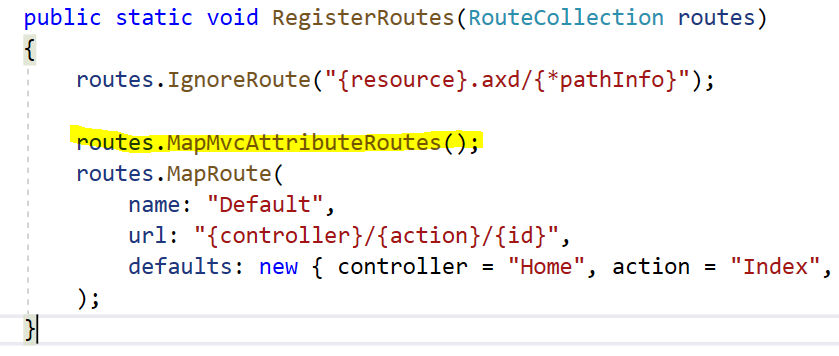 public static void RegisterRoutes(RouteCollection routes)
{
routes.IgnoreRoute("{resource}.axd/{*pathInfo}");
routes.MapMvcAttributeRoutes();
routes.MapRoute(
name: "Default",
url: "{controller}/{action}/{id}",
defaults: new { controller = "Home", action = "Index",
);
}